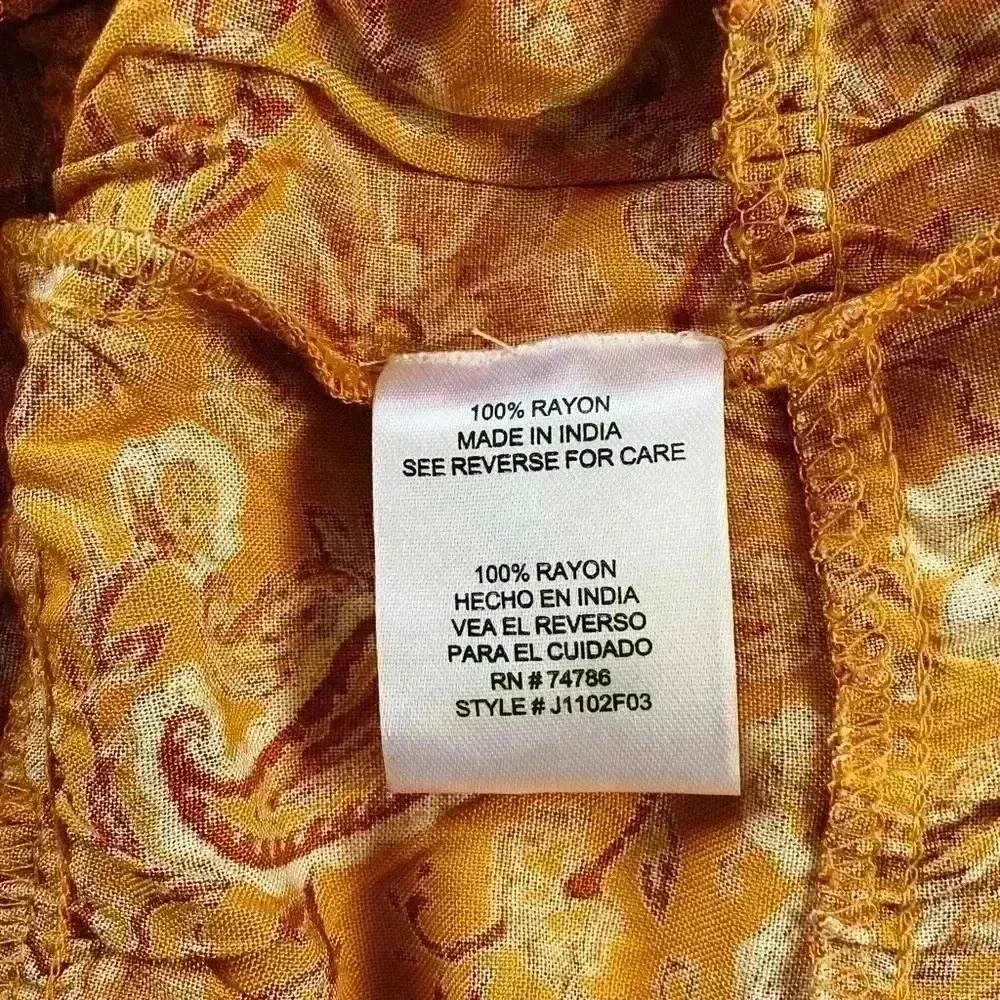 100% RAYON
MADE IN INDIA
SEE REVERSE FOR CARE
100% RAYON
HECHO EN INDIA
VEA EL REVERSO
PARA EL CUIDADO
RN # 74786
STYLE # J1102F03